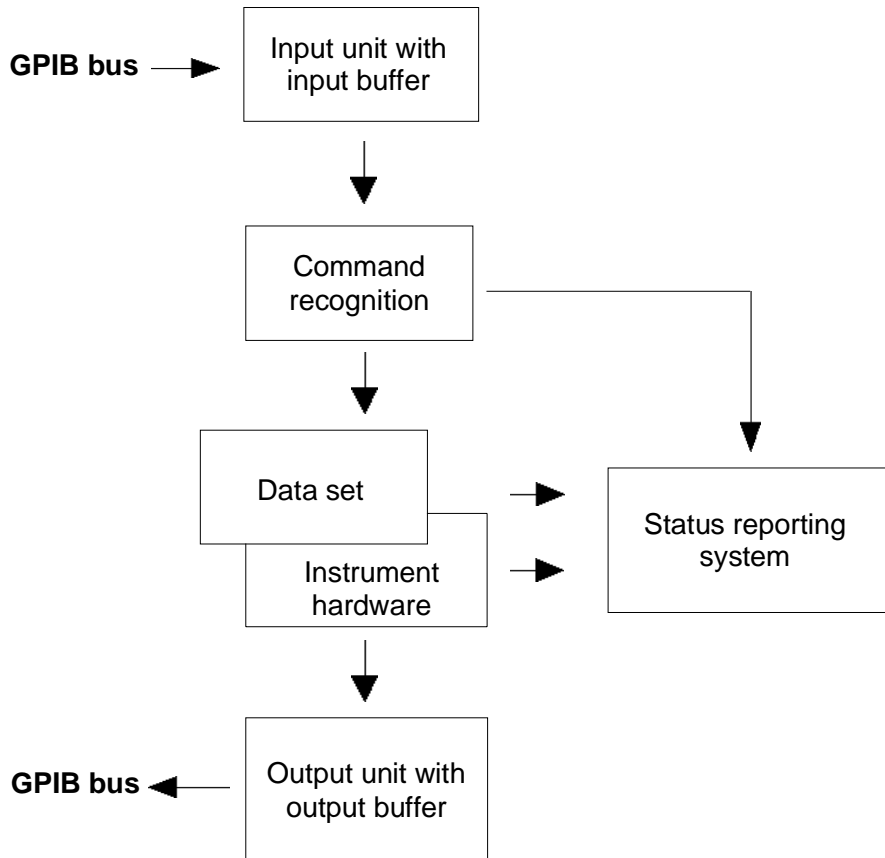 GPIB bus
Input unit with
input buffer
Command
recognition
Data set
Instrument
hardware
Status reporting
system
GPIB bus
Output unit with
output buffer